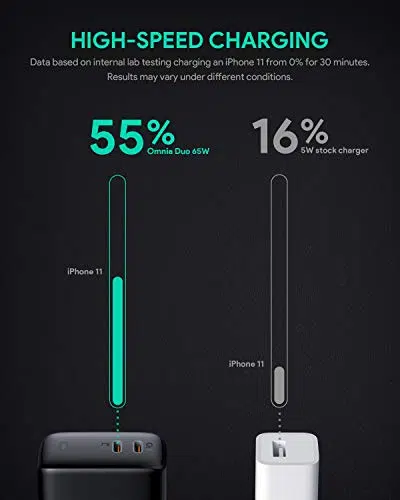 HIGH-SPEED CHARGING
Data based on internal lab testing charging an iPhone 11 from 0% for 30 minutes.
Results may vary under different conditions.
55%
Omnia Duo 65W
16%
5W stock charger
iPhone 11
iPhone 11